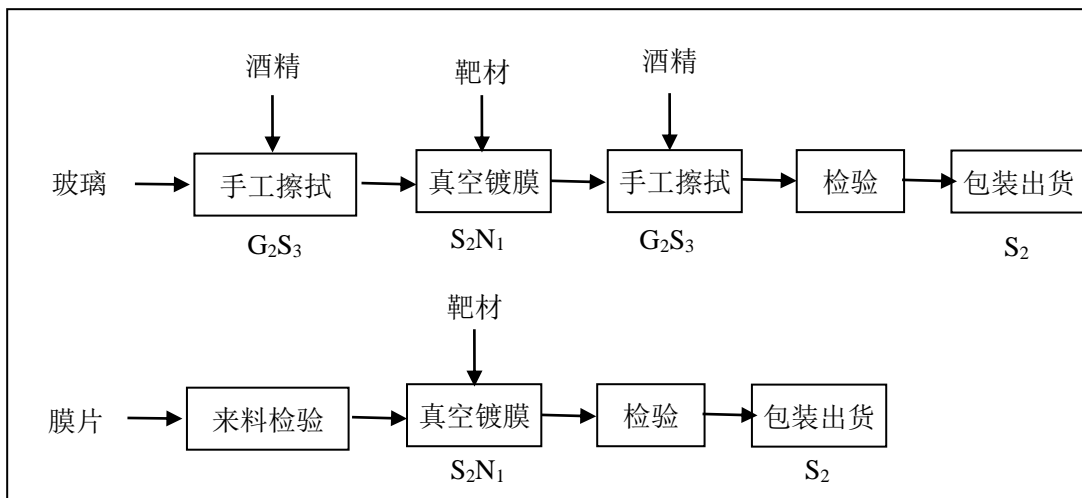 酒精 靶材 酒精
玻璃 手工擦拭 真空镀膜 手工擦拭 检验 包装出货
G₂S₃ S₂N₁ G₂S₃ S₂
靶材
膜片 来料检验 真空镀膜 检验 包装出货
S₂N₁ S₂